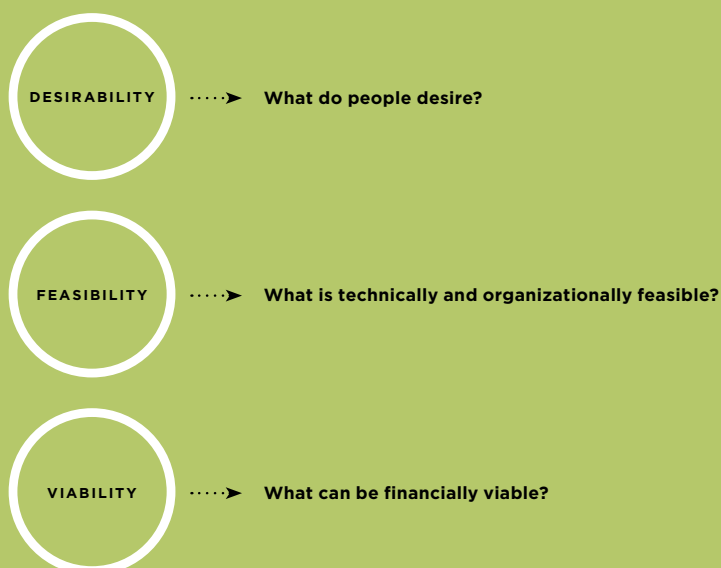 DESIRABILITY
What do people desire?
FEASIBILITY
What is technically and organizationally feasible?
VIABILITY
What can be financially viable?